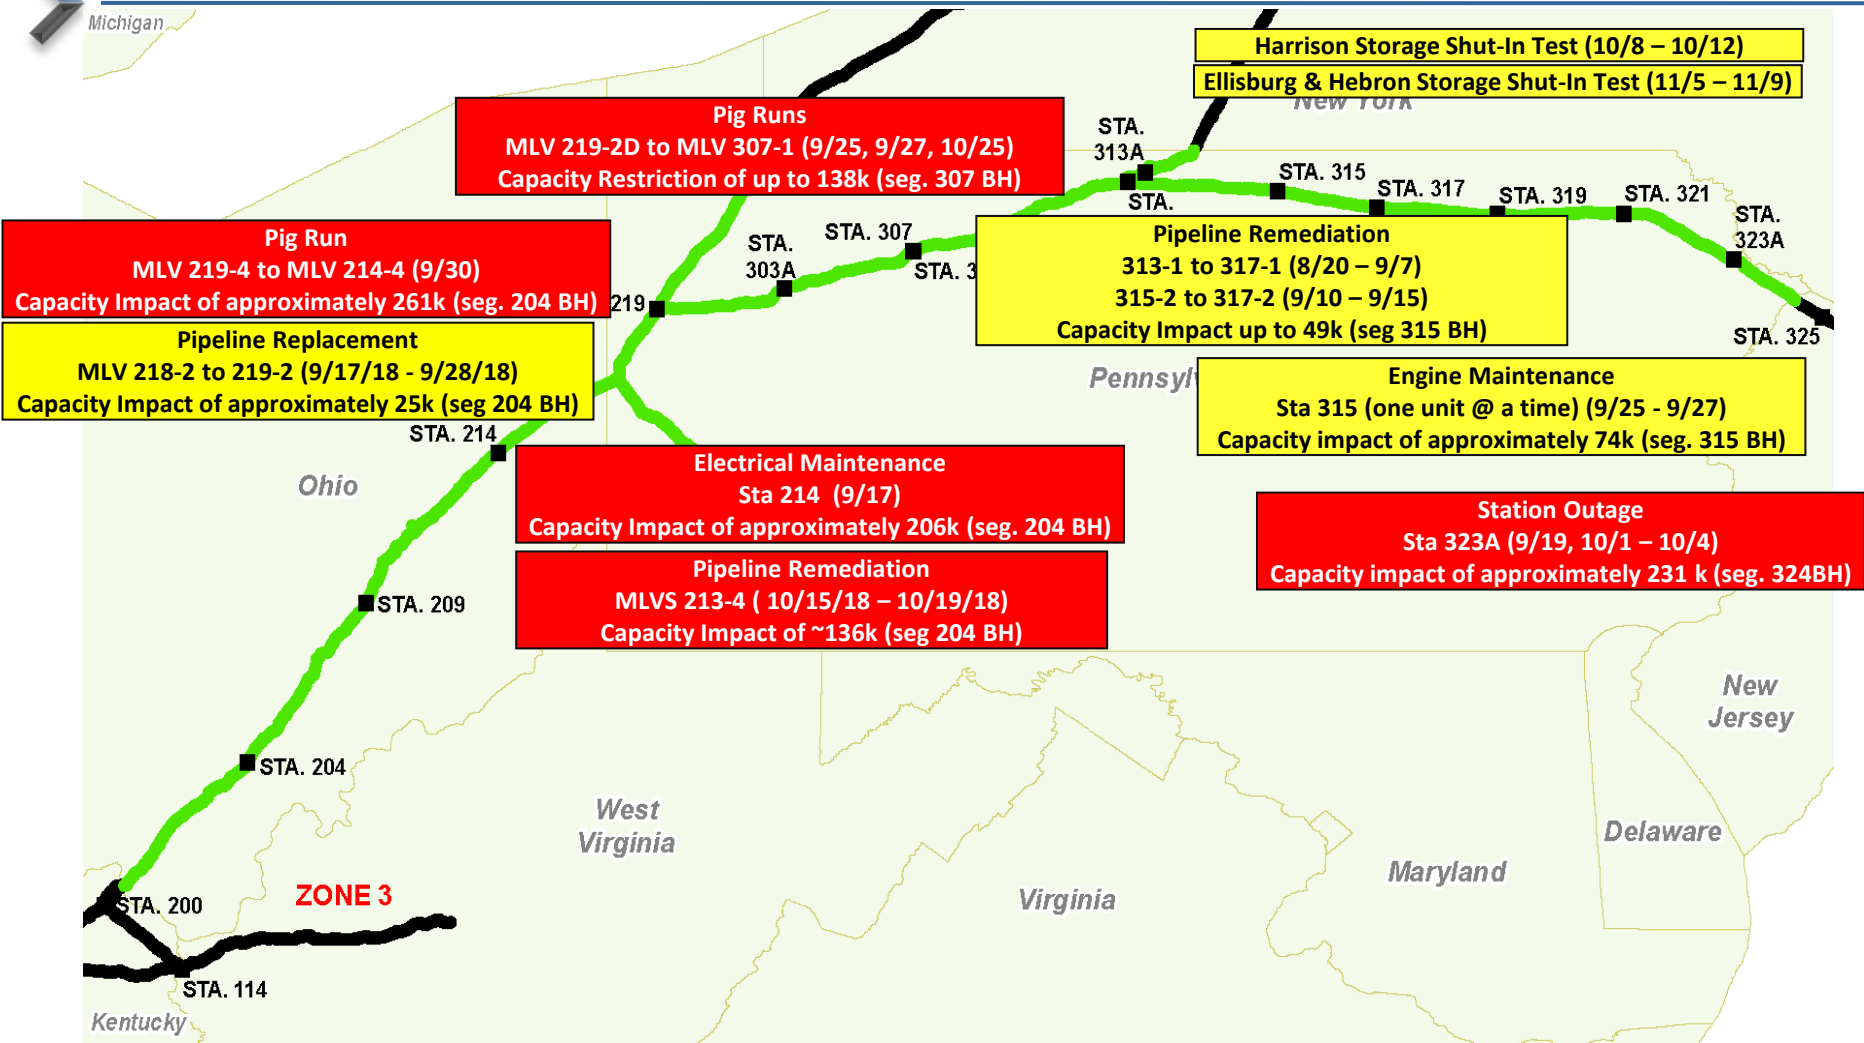 Michigan
Harrison Storage Shut-In Test (10/8 – 10/12)
Ellisburg & Hebron Storage Shut-In Test (11/5 – 11/9)
New York
Pig Runs
MLV 219-2D to MLV 307-1 (9/25, 9/27, 10/25)
Capacity Restriction of up to 138k (seg. 307 BH)
STA.
313A
STA. 315
STA. 317
STA. 319
STA. 321
STA.
323A
STA.
Pig Run
MLV 219-4 to MLV 214-4 (9/30)
Capacity Impact of approximately 261k (seg. 204 BH)
219
STA.
303A
STA. 307
STA. 3
Pipeline Remediation
313-1 to 317-1 (8/20 – 9/7)
315-2 to 317-2 (9/10 – 9/15)
Capacity Impact up to 49k (seg 315 BH)
STA. 325
Pipeline Replacement
MLV 218-2 to 219-2 (9/17/18 - 9/28/18)
Capacity Impact of approximately 25k (seg 204 BH)
Pennsylv
Engine Maintenance
Sta 315 (one unit @ a time) (9/25 - 9/27)
Capacity impact of approximately 74k (seg. 315 BH)
STA. 214
Ohio
Electrical Maintenance
Sta 214 (9/17)
Capacity Impact of approximately 206k (seg. 204 BH)
Station Outage
Sta 323A (9/19, 10/1 – 10/4)
Capacity impact of approximately 231 k (seg. 324BH)
Pipeline Remediation
MLVS 213-4 ( 10/15/18 – 10/19/18)
Capacity Impact of ~136k (seg 204 BH)
STA. 209
New
Jersey
STA. 204
West
Virginia
Delaware
Maryland
Virginia
ZONE 3
STA. 200
STA. 114
Kentucky